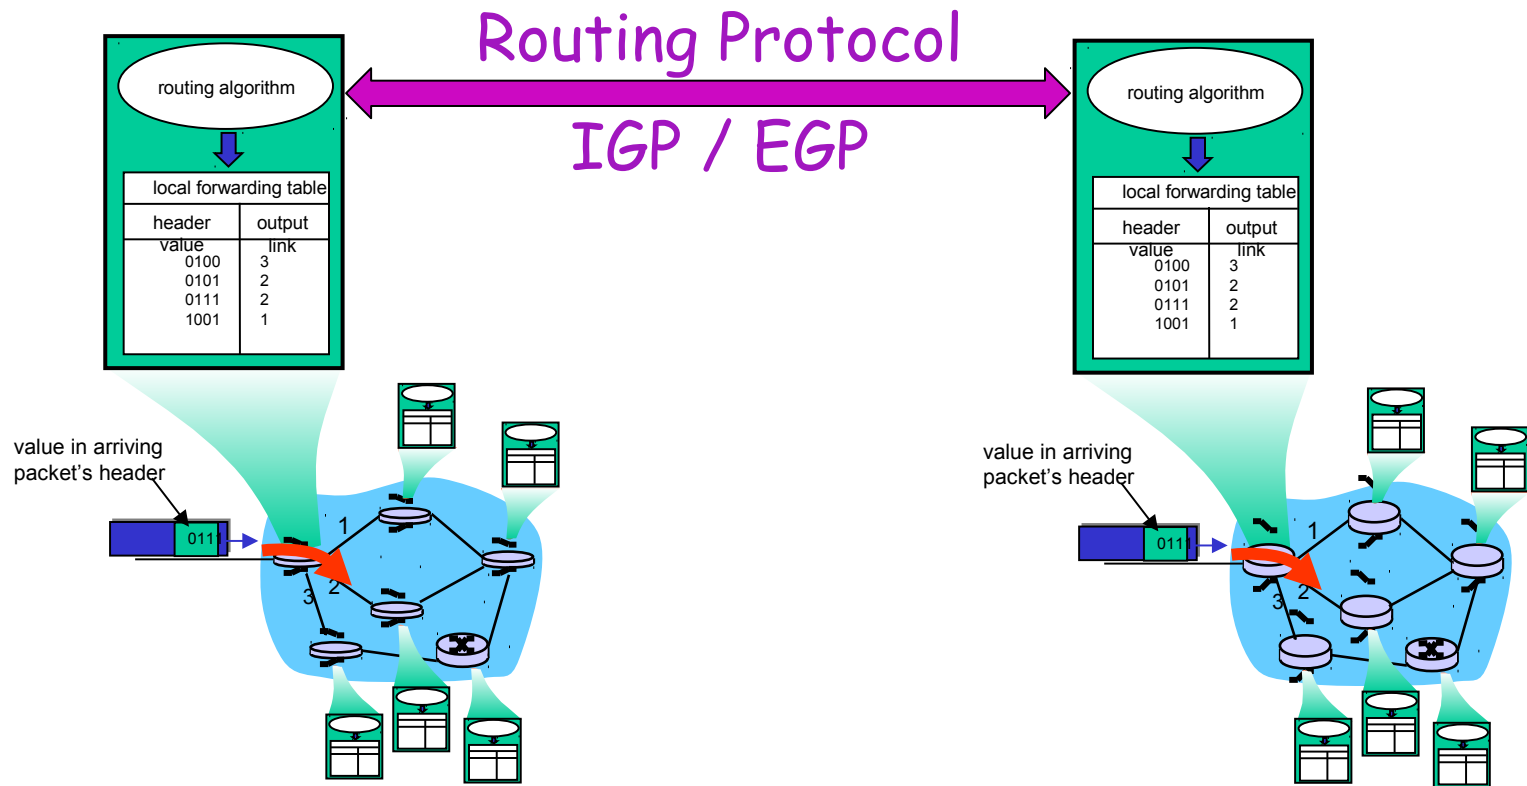 Routing Protocol
IGP / EGP
routing algorithm
local forwarding table
header output
value link
0100 3
0101 2
0111 2
1001 1
value in arriving
packet's header
0111
1
2
3
routing algorithm
local forwarding table
header output
value link
0100 3
0101 2
0111 2
1001 1
value in arriving
packet's header
0111
1
2
3